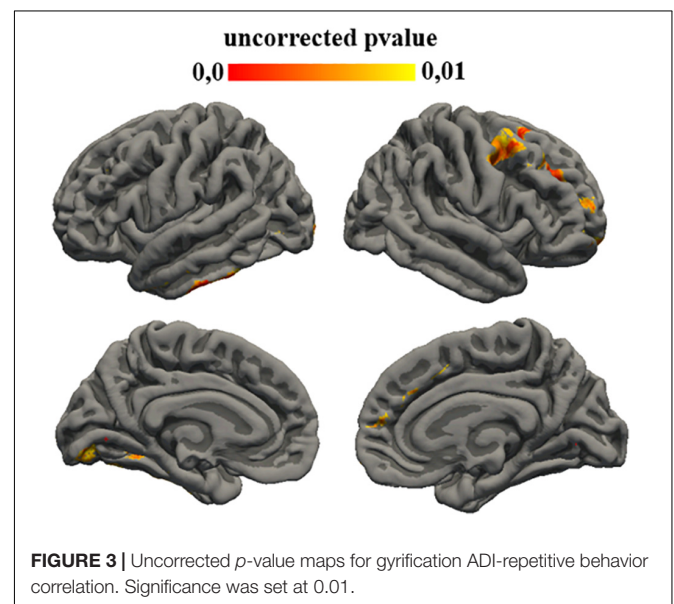 uncorrected pvalue
0,0 0,01
FIGURE 3 | Uncorrected p-value maps for gyrification ADI-repetitive behavior
correlation. Significance was set at 0.01.